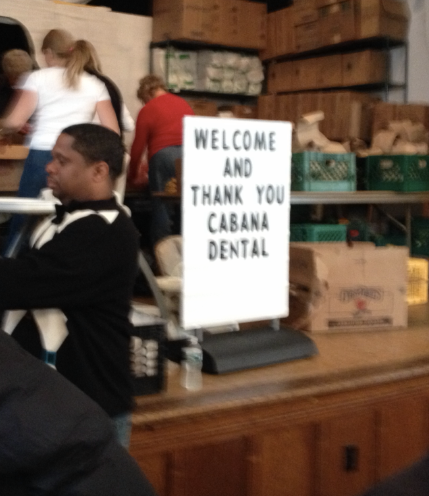 WELCOME
AND
THANK YOU
CABANA
DENTAL